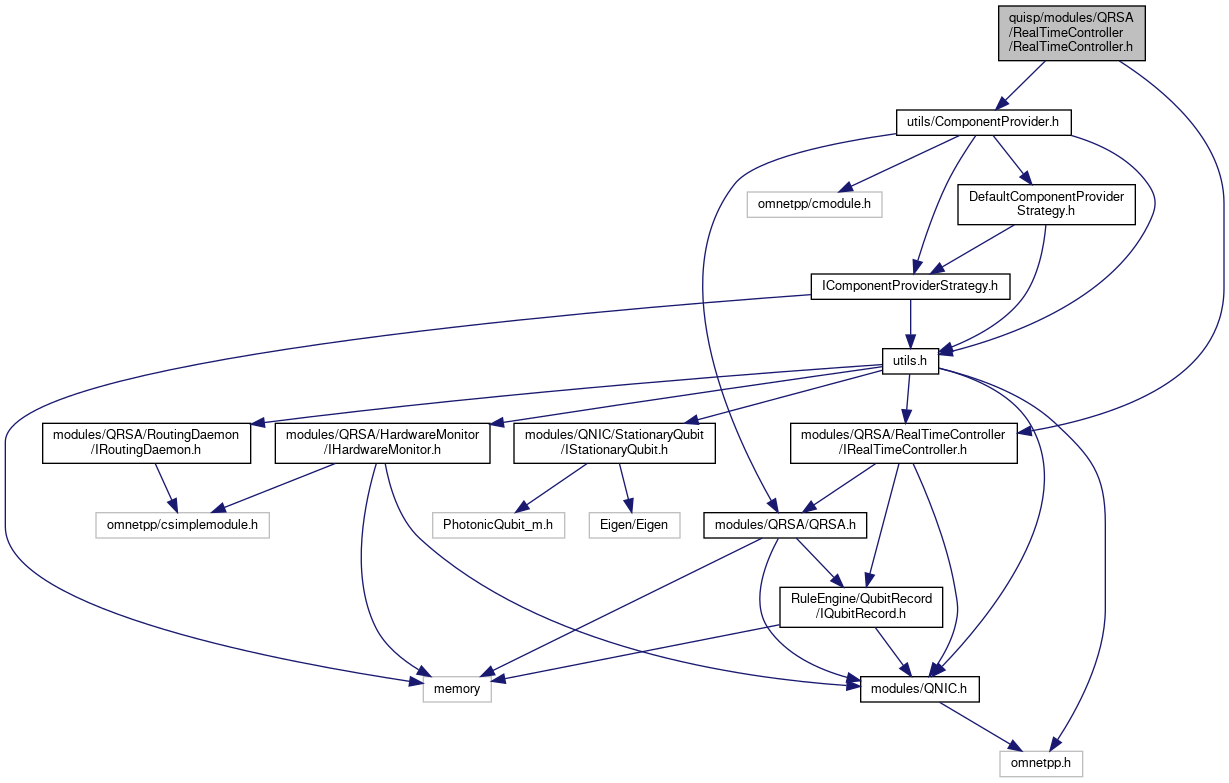 quisp/modules/QRSA
/RealTimeController
/RealTimeController.h
utils/ComponentProvider.h
omnetpp/cmodule.h
DefaultComponentProvider
Strategy.h
IComponentProviderStrategy.h
utils.h
modules/QRSA/RoutingDaemon
/IRoutingDaemon.h
modules/QRSA/HardwareMonitor
/IHardwareMonitor.h
modules/QNIC/StationaryQubit
/IStationaryQubit.h
modules/QRSA/RealTimeController
/IRealTimeController.h
omnetpp/csimplemodule.h
PhotonicQubit_m.h
Eigen/Eigen
modules/QRSA/QRSA.h
RuleEngine/QubitRecord
/IQubitRecord.h
memory
modules/QNIC.h
omnetpp.h